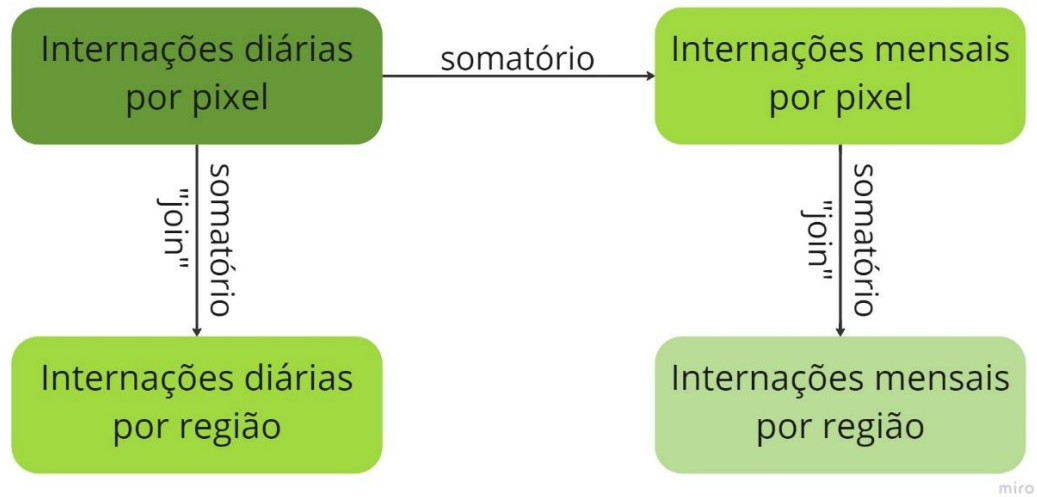 Internações diárias
por pixel
somatório
Internações mensais
por pixel
somatório
"join"
somatório
"join"
Internações diárias
por região
Internações mensais
por região
miro